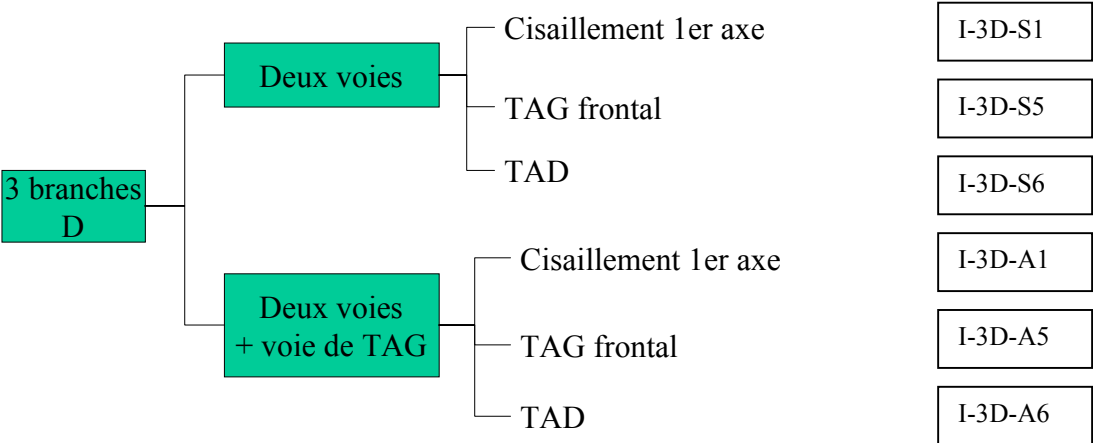 Cisaillement 1er axe
I-3D-S1
Deux voies
TAG frontal
I-3D-S5
TAD
I-3D-S6
3 branches
D
Cisaillement 1er axe
I-3D-A1
Deux voies
+ voie de TAG
TAG frontal
I-3D-A5
TAD
I-3D-A6